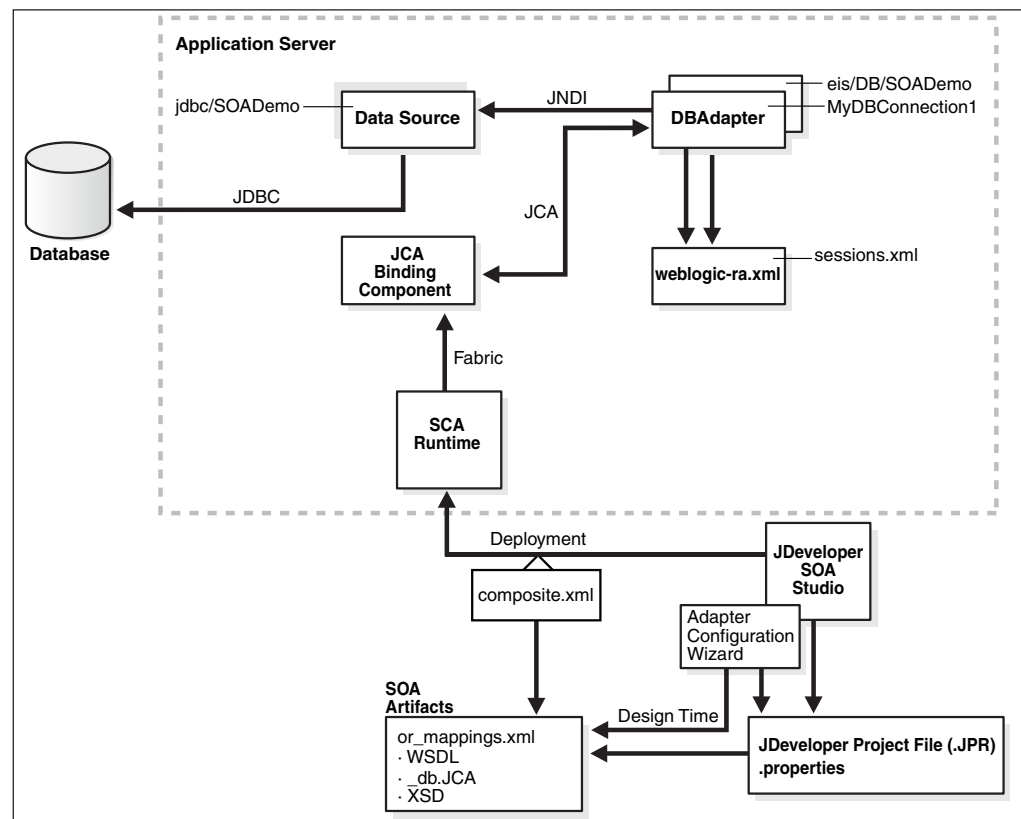 Application Server
eis/DB/SOADemo
jdbc/SOADemo
Data Source
JNDI
DBAdapter
MyDBConnection1
JDBC
JCA
Database
JCA
Binding
Component
weblogic-ra.xml
sessions.xml
Fabric
SCA
Runtime
Deployment
JDeveloper
SOA
Studio
composite.xml
Adapter
Configuration
Wizard
SOA
Artifacts
Design Time
or_mappings.xml
· WSDL
· _db.JCA
· XSD
JDeveloper Project File (.JPR)
.properties